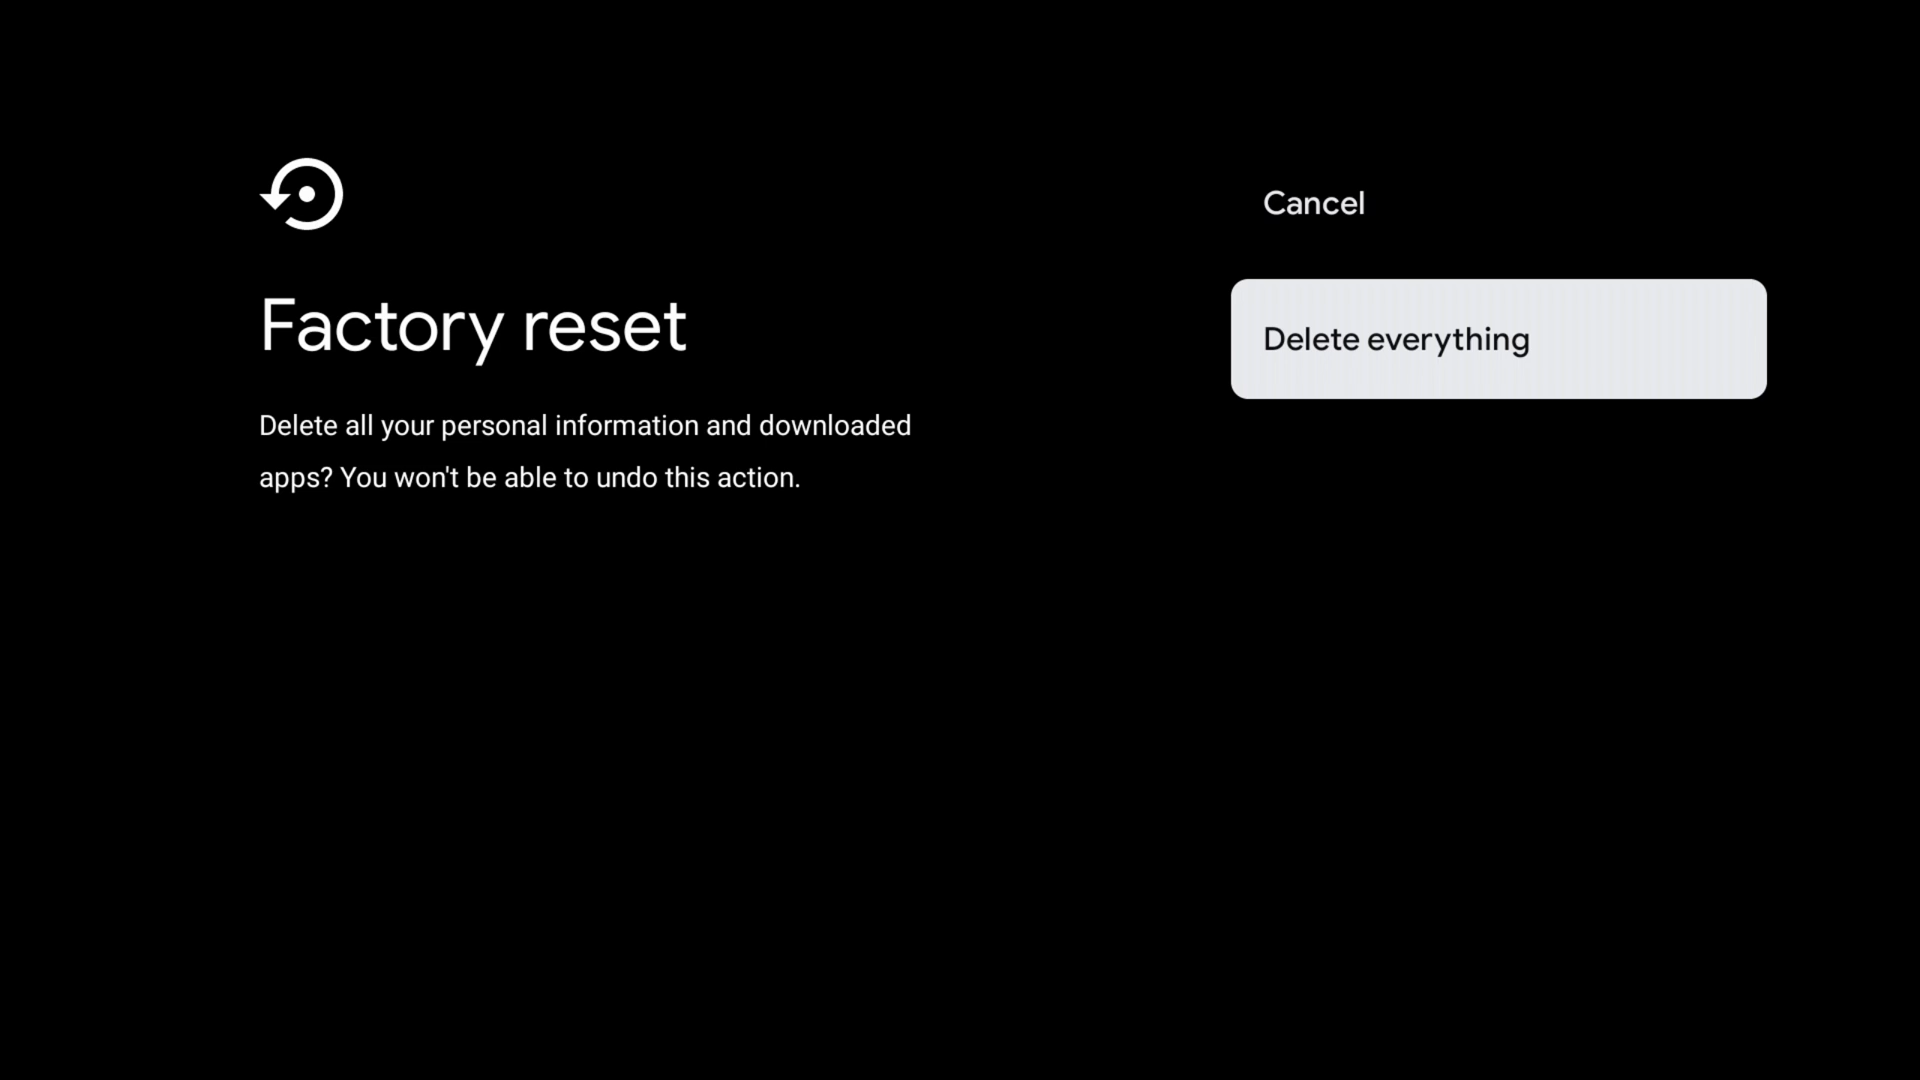 Factory reset
Delete all your personal information and downloaded
apps? You won't be able to undo this action.
Cancel
Delete everything